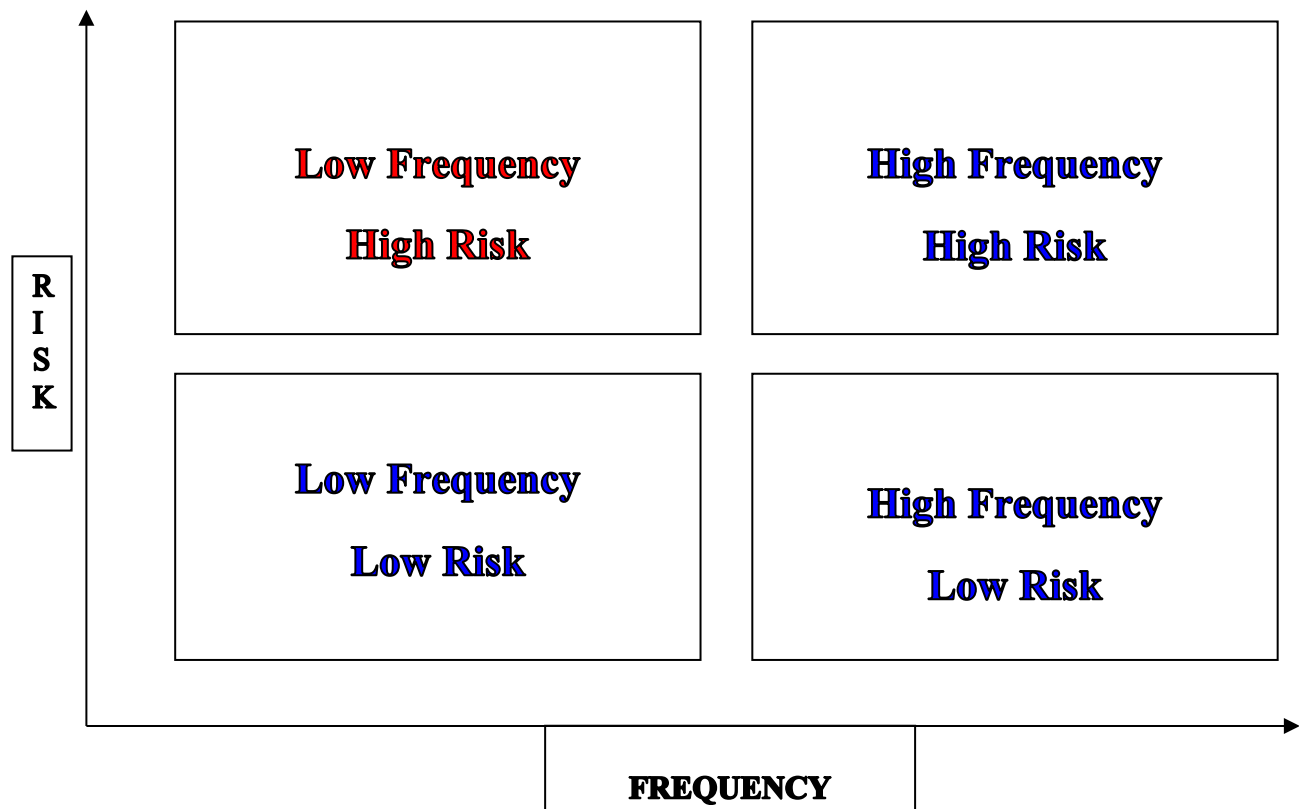 Low Frequency
High Risk
High Frequency
High Risk
R
I
S
K
Low Frequency
Low Risk
High Frequency
Low Risk
FREQUENCY